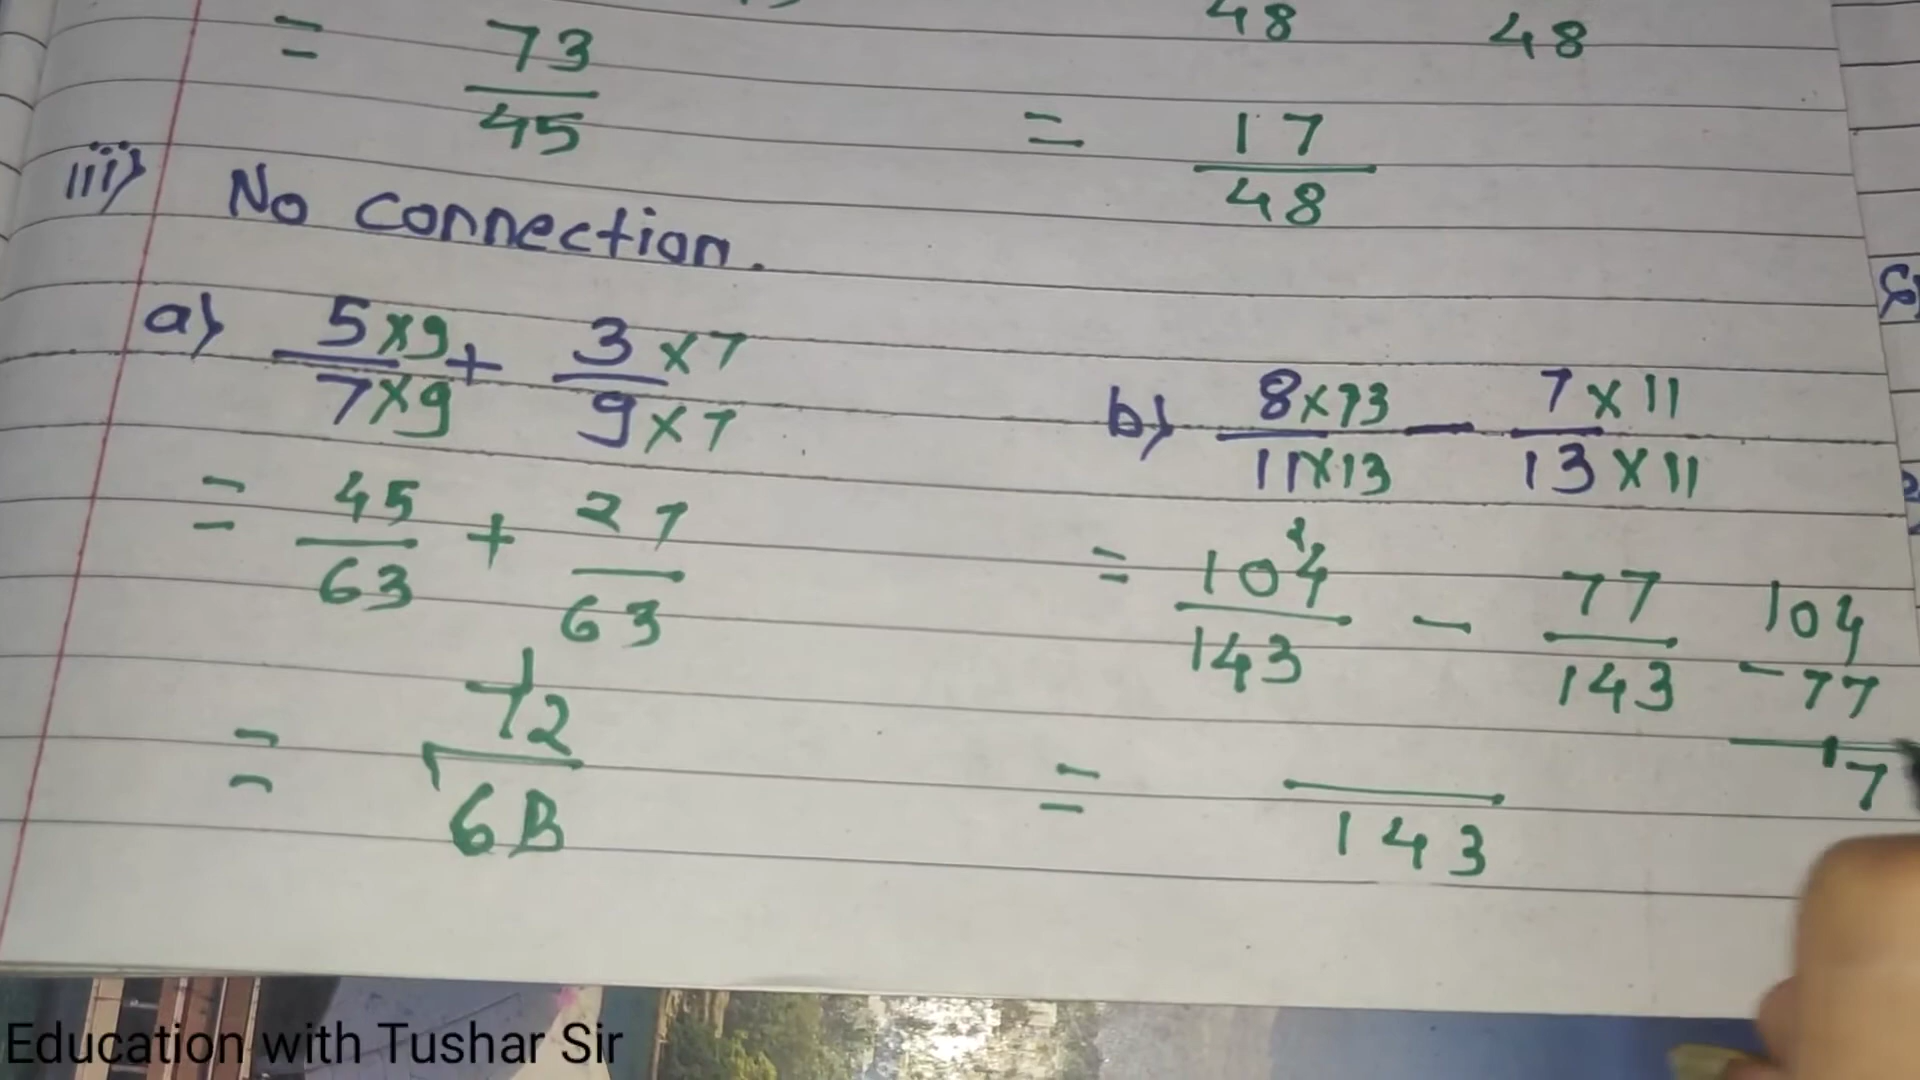 48 48
= 73/45 = 17/48
iii) No connection.
a) 5×9/7×9 + 3×7/9×7
b) 8×13/11×13 − 7×11/13×11
= 45/63 + 27/63
= 104/143 − 77/143
104
-77
17
= 72/63
= /143
Education with Tushar Sir